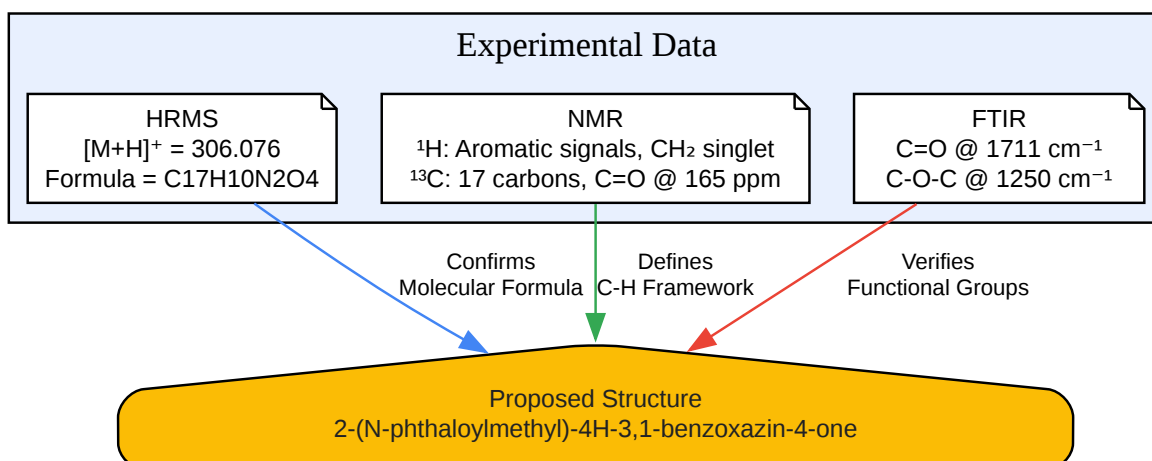 Experimental Data
HRMS
[M+H]⁺ = 306.076
Formula = C17H10N2O4
NMR
¹H: Aromatic signals, CH₂ singlet
¹³C: 17 carbons, C=O @ 165 ppm
FTIR
C=O @ 1711 cm⁻¹
C-O-C @ 1250 cm⁻¹
Confirms
Molecular Formula
Defines
C-H Framework
Verifies
Functional Groups
Proposed Structure
2-(N-phthaloylmethyl)-4H-3,1-benzoxazin-4-one